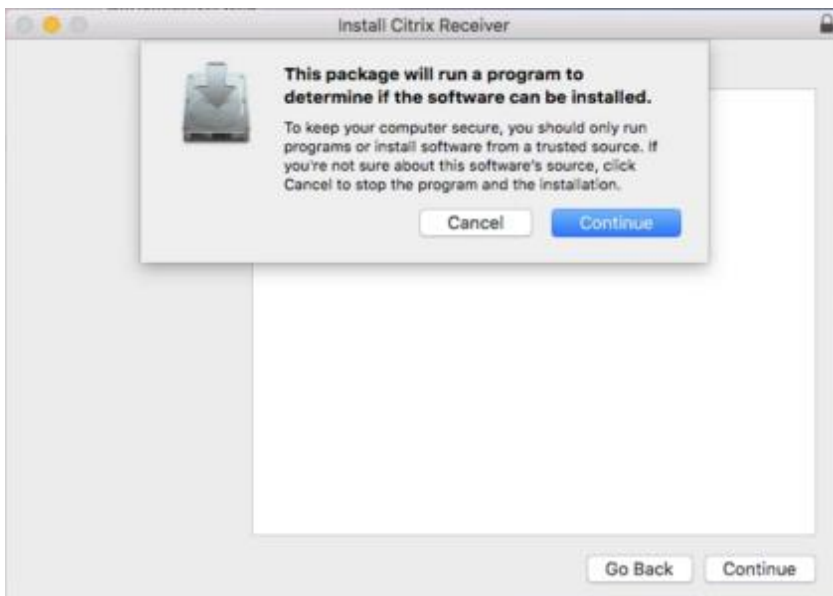 Install Citrix Receiver
This package will run a program to
determine if the software can be installed.
To keep your computer secure, you should only run
programs or install software from a trusted source. If
you're not sure about this software's source, click
Cancel to stop the program and the installation.
Cancel
Continue
Go Back
Continue